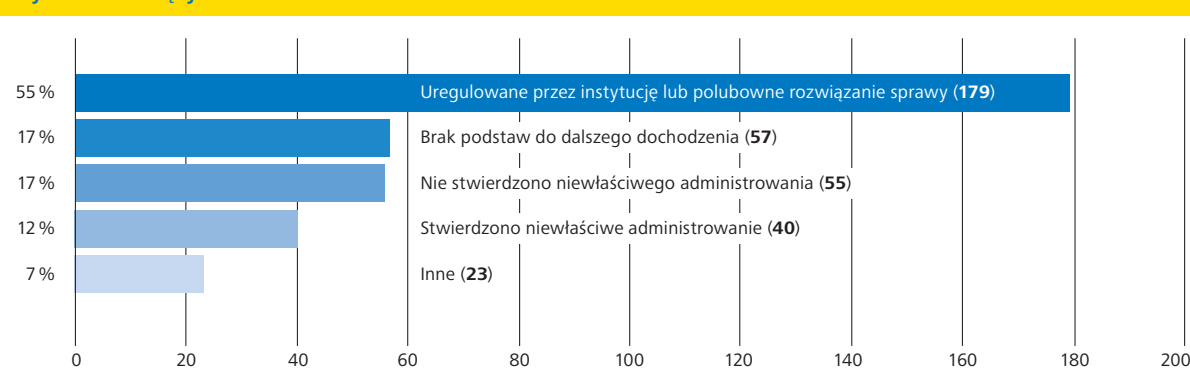 55 % Uregulowane przez instytucję lub polubowne rozwiązanie sprawy (179)
17 % Brak podstaw do dalszego dochodzenia (57)
17 % Nie stwierdzono niewłaściwego administrowania (55)
12 % Stwierdzono niewłaściwe administrowanie (40)
7 % Inne (23)
0 20 40 60 80 100 120 140 160 180 200